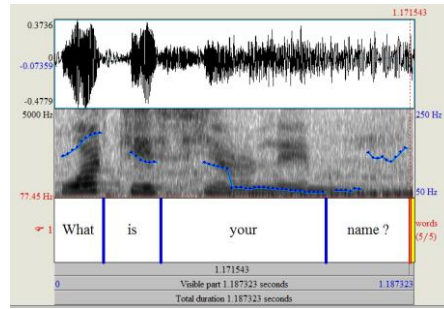 1.171543
0.3736
0
-0.07359
-0.4779
5000 Hz
250 Hz
77.45 Hz
50 Hz
1
What is your name ?
words
(5/5)
1.171543
0 Visible part 1.187323 seconds 1.187323
Total duration 1.187323 seconds